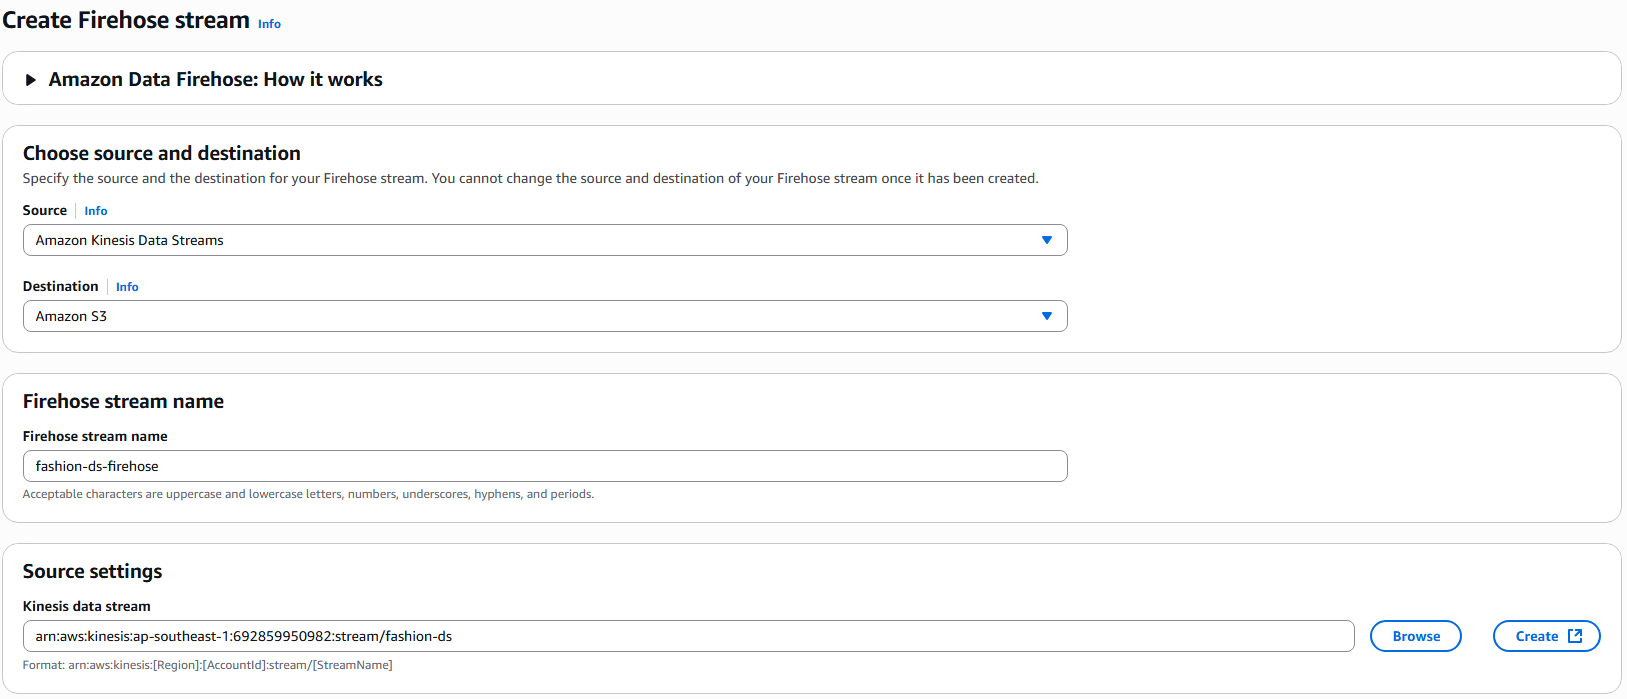 Create Firehose stream Info
Amazon Data Firehose: How it works
Choose source and destination
Specify the source and the destination for your Firehose stream. You cannot change the source and destination of your Firehose stream once it has been created.
Source Info
Amazon Kinesis Data Streams
Destination Info
Amazon S3
Firehose stream name
Firehose stream name
fashion-ds-firehose
Acceptable characters are uppercase and lowercase letters, numbers, underscores, hyphens, and periods.
Source settings
Kinesis data stream
arn:aws:kinesis:ap-southeast-1:692859950982:stream/fashion-ds Browse Create
Format: arn:aws:kinesis:[Region]:[AccountId]:stream/[StreamName]